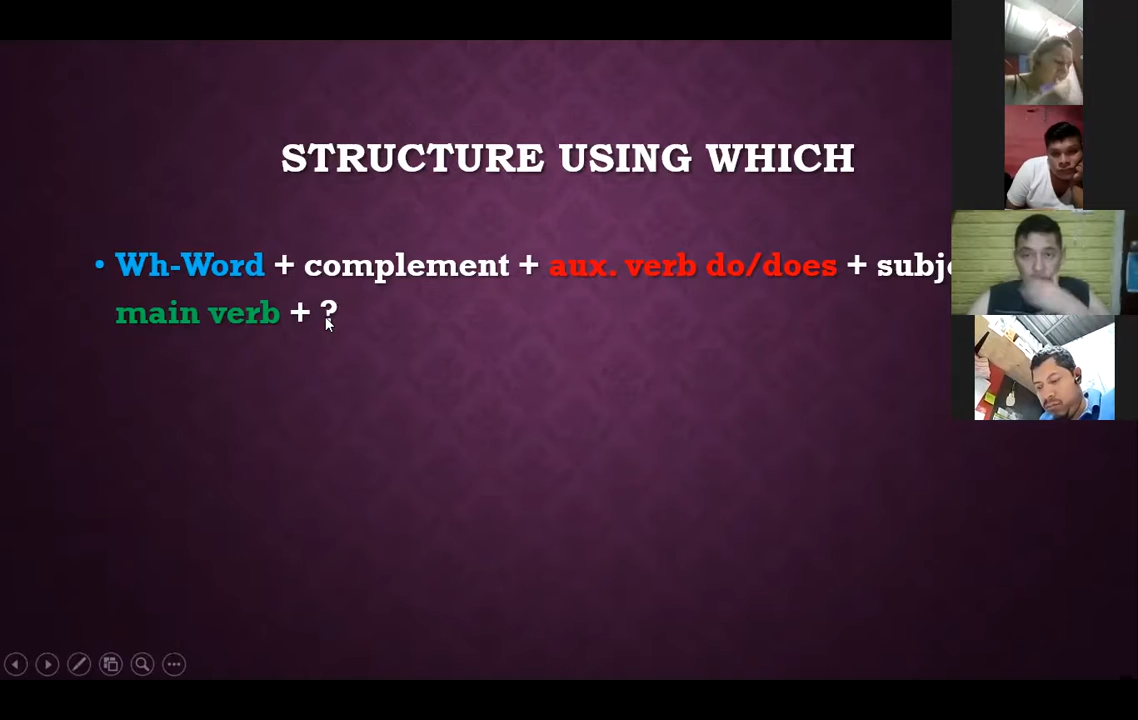 STRUCTURE USING WHICH
• Wh-Word + complement + aux. verb do/does +
main verb + ?